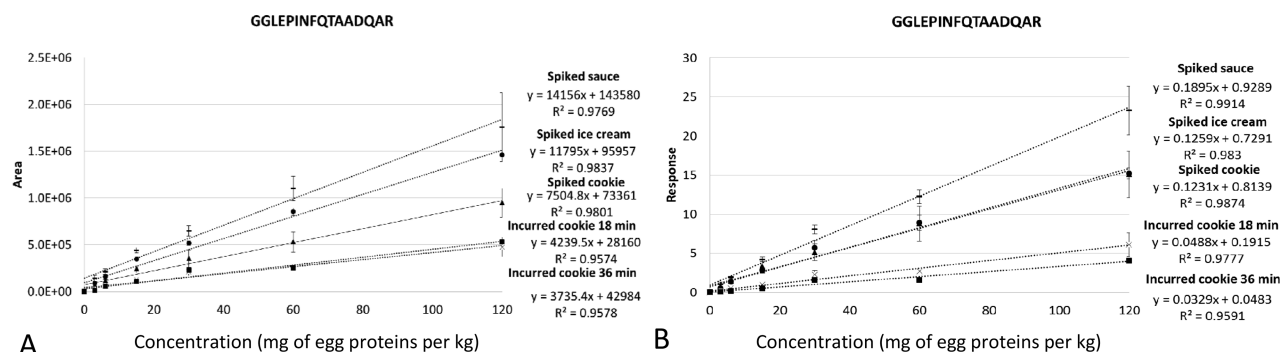 GGLEPINFQTAADQAR
2.5E+06
2.0E+06
1.5E+06
1.0E+06
5.0E+05
0.0E+00
Area
0 20 40 60 80 100 120
Spiked sauce
y = 14156x + 143580
R² = 0.9769
Spiked ice cream
y = 11795x + 95957
R² = 0.9837
Spiked cookie
y = 7504.8x + 73361
R² = 0.9801
Incurred cookie 18 min
y = 4239.5x + 28160
R² = 0.9574
Incurred cookie 36 min
y = 3735.4x + 42984
R² = 0.9578
A
Concentration (mg of egg proteins per kg)
GGLEPINFQTAADQAR
30
25
20
15
10
5
0
Response
0 20 40 60 80 100 120
Spiked sauce
y = 0.1895x + 0.9289
R² = 0.9914
Spiked ice cream
y = 0.1259x + 0.7291
R² = 0.983
Spiked cookie
y = 0.1231x + 0.8139
R² = 0.9874
Incurred cookie 18 min
y = 0.0488x + 0.1915
R² = 0.9777
Incurred cookie 36 min
y = 0.0329x + 0.0483
R² = 0.9591
B
Concentration (mg of egg proteins per kg)